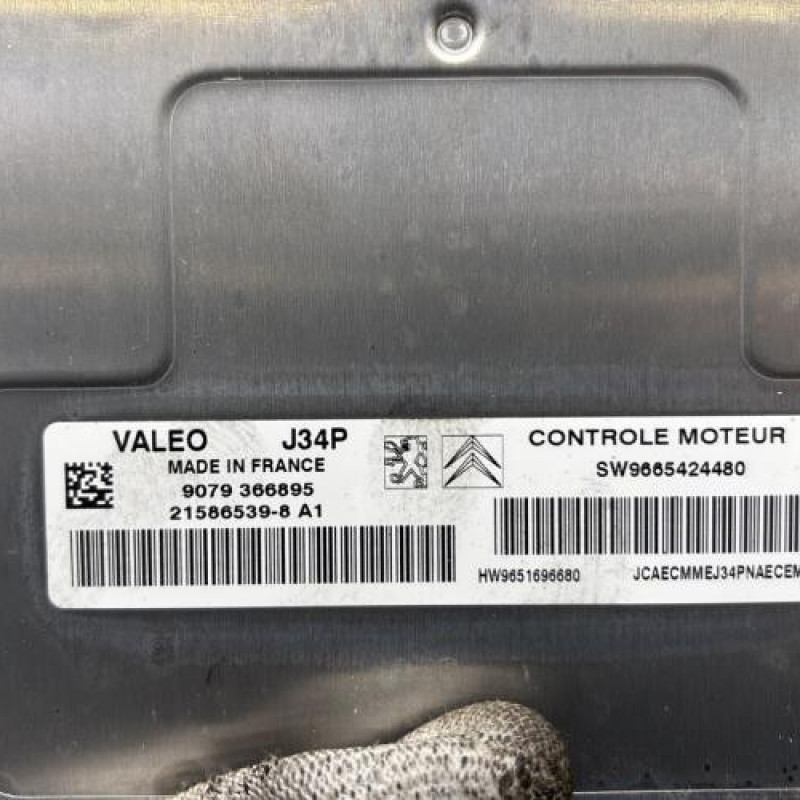 VALEO J34P
MADE IN FRANCE
9079 366895
21586539-8 A1
CONTROLE MOTEUR
SW9665424480
HW9651696680 JCAECMMEJ34PNAECEM